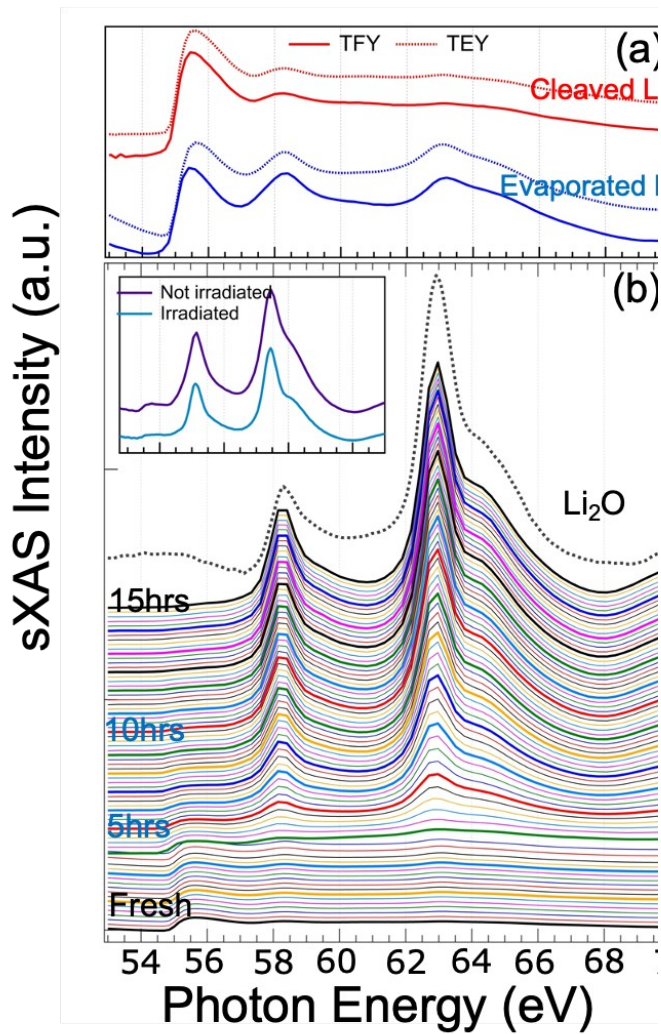 TFY TEY
(a)
Cleaved L
Evaporated
(b)
Not irradiated
Irradiated
Li₂O
15hrs
10hrs
5hrs
Fresh
54 56 58 60 62 64 66 68
Photon Energy (eV)
sXAS Intensity (a.u.)